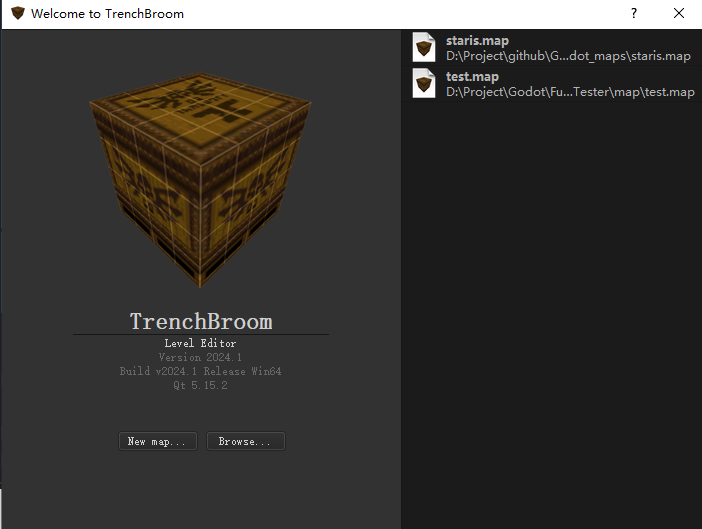 Welcome to TrenchBroom
?
staris.map
D:\Project\github\G...dot_maps\staris.map
test.map
D:\Project\Godot\Fu...Tester\map\test.map
TrenchBroom
Level Editor
Version 2024.1
Build v2024.1 Release Win64
Qt 5.15.2
New map...
Browse...